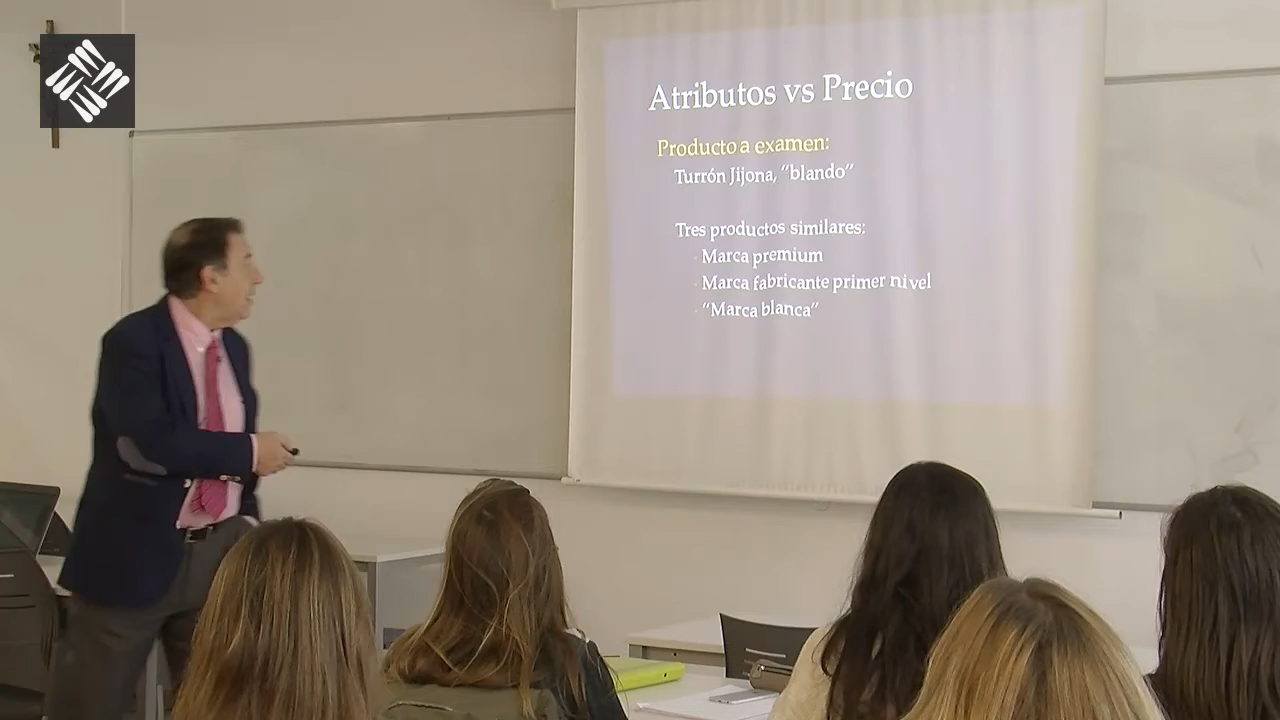 Atributos vs Precio
Producto a examen:
Turrón Jijona, "blando"
Tres productos similares:
Marca premium
Marca fabricante primer nivel
"Marca blanca"